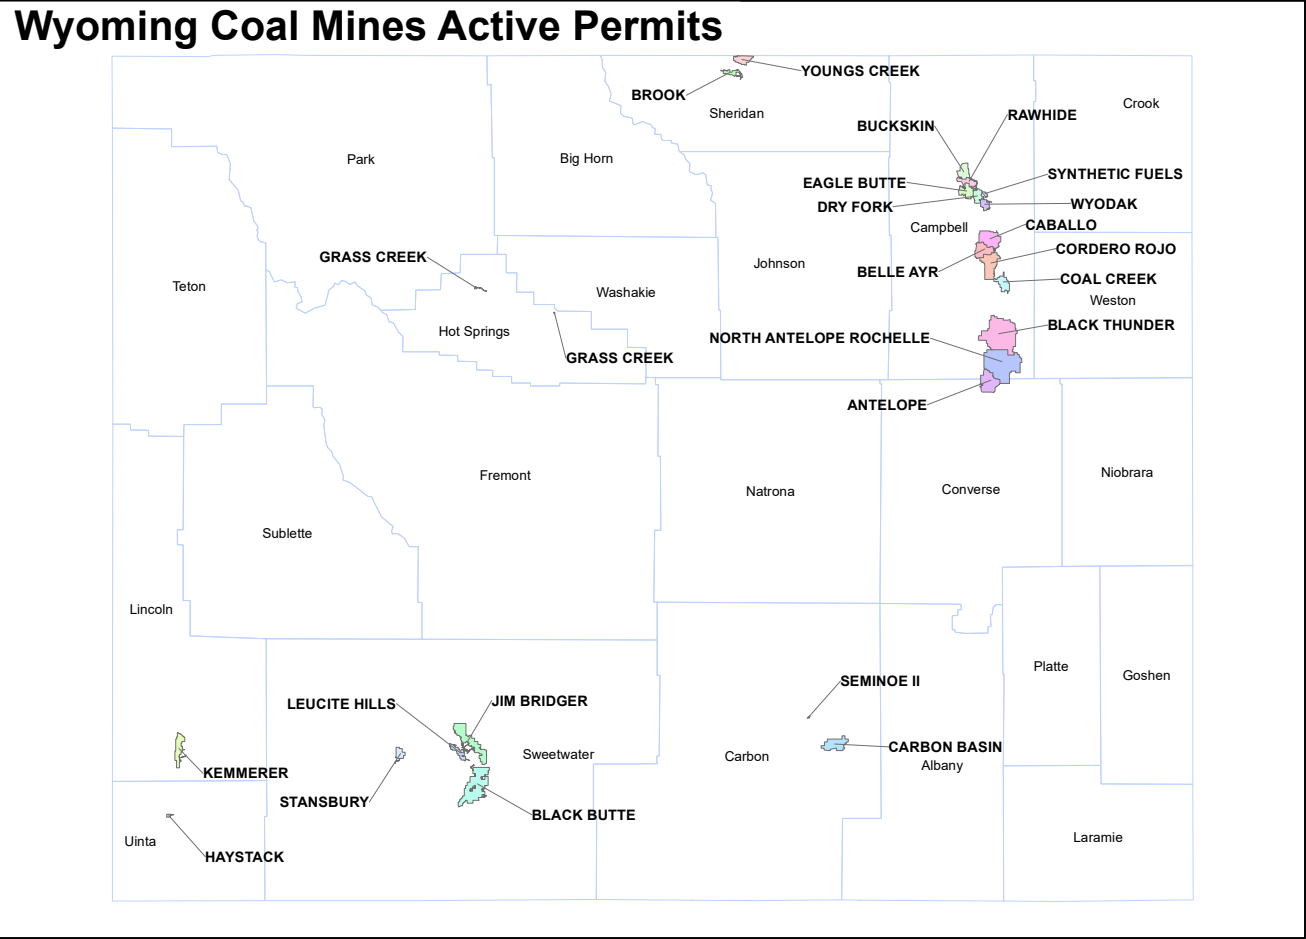 Wyoming Coal Mines Active Permits
YOUNGS CREEK
BROOK
Sheridan
Crook
RAWHIDE
BUCKSKIN
Park
Big Horn
SYNTHETIC FUELS
EAGLE BUTTE
DRY FORK
WYODAK
Campbell
CABALLO
CORDERO ROJO
GRASS CREEK
Johnson
BELLE AYR
COAL CREEK
Teton
Washakie
Weston
Hot Springs
BLACK THUNDER
NORTH ANTELOPE ROCHELLE
GRASS CREEK
ANTELOPE
Fremont
Natrona
Converse
Niobrara
Sublette
Lincoln
Platte
Goshen
SEMINOE II
LEUCITE HILLS
JIM BRIDGER
Sweetwater
Carbon
CARBON BASIN
Albany
KEMMERER
STANSBURY
BLACK BUTTE
Uinta
Laramie
HAYSTACK